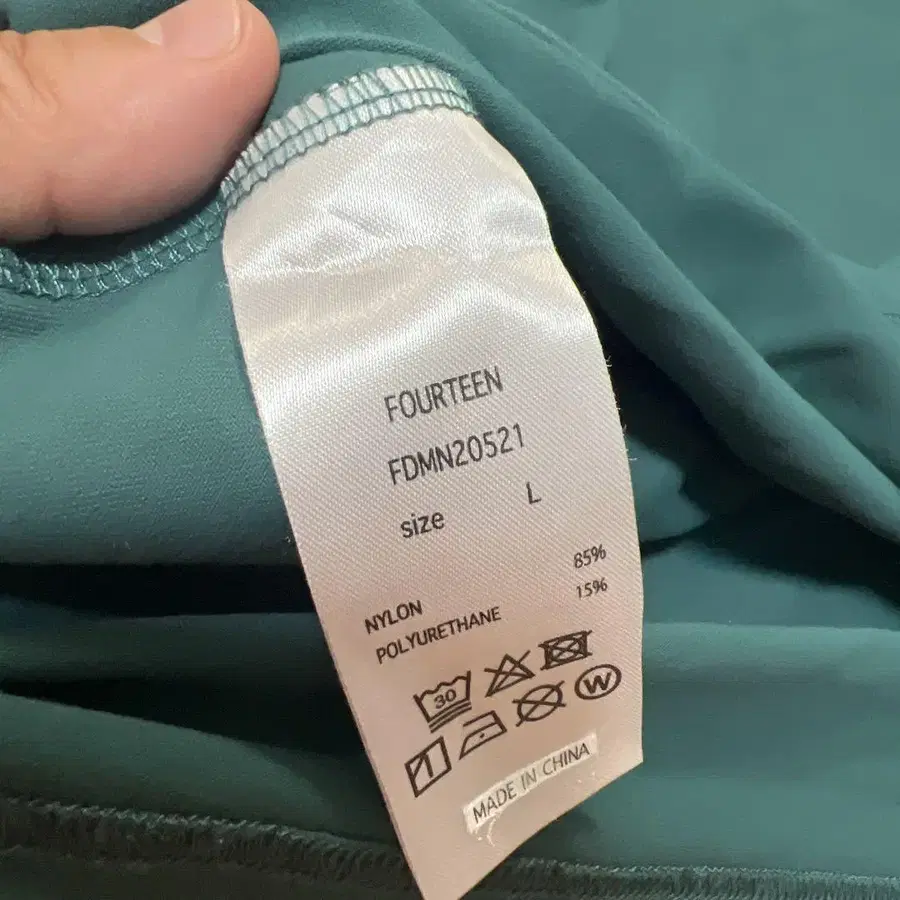 FOURTEEN
FDMN20521
size L
NYLON 85%
POLYURETHANE 15%
30
W
MADE IN CHINA